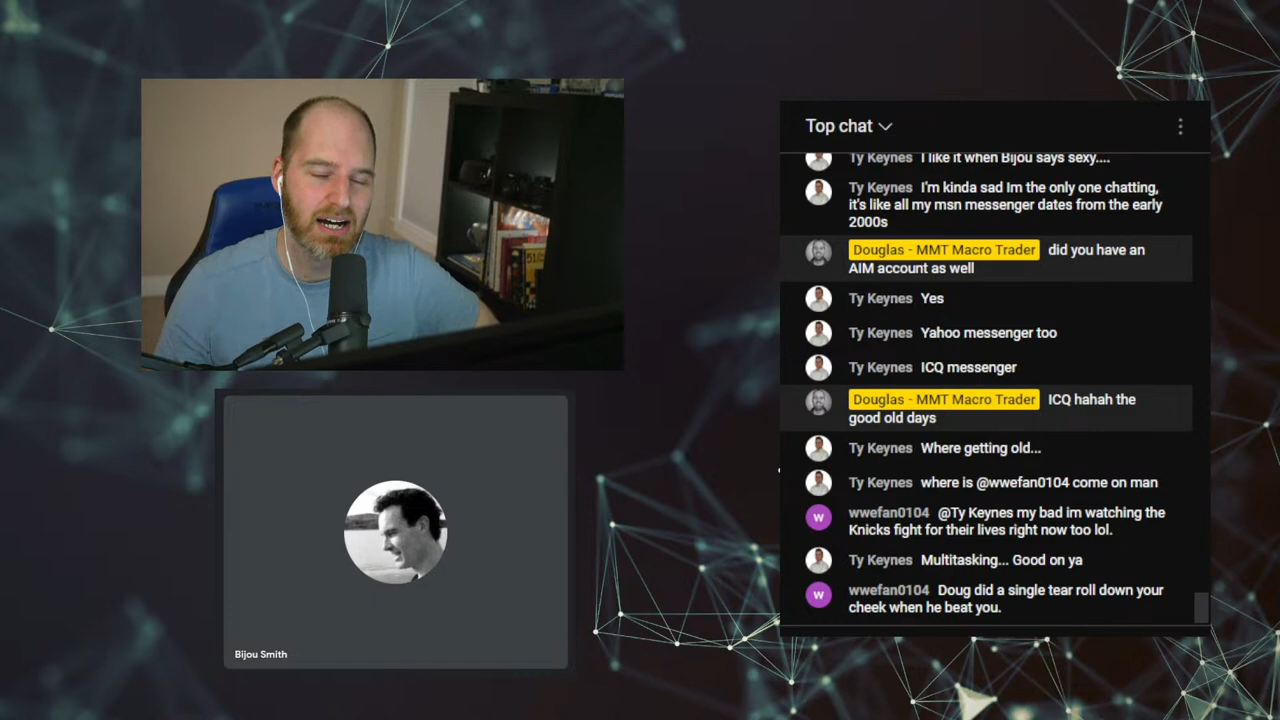 Top chat
Ty Keynes I like it when Bijou says sexy....
Ty Keynes I'm kinda sad Im the only one chatting,
it's like all my msn messenger dates from the early
2000s
Douglas - MMT Macro Trader did you have an
AIM account as well
Ty Keynes Yes
Ty Keynes Yahoo messenger too
Ty Keynes ICQ messenger
Douglas - MMT Macro Trader ICQ hahah the
good old days
Ty Keynes Where getting old...
Ty Keynes where is @wwefan0104 come on man
W wwefan0104 @Ty Keynes my bad im watching the
Knicks fight for their lives right now too lol.
Ty Keynes Multitasking... Good on ya
W wwefan0104 Doug did a single tear roll down your
cheek when he beat you.
Bijou Smith